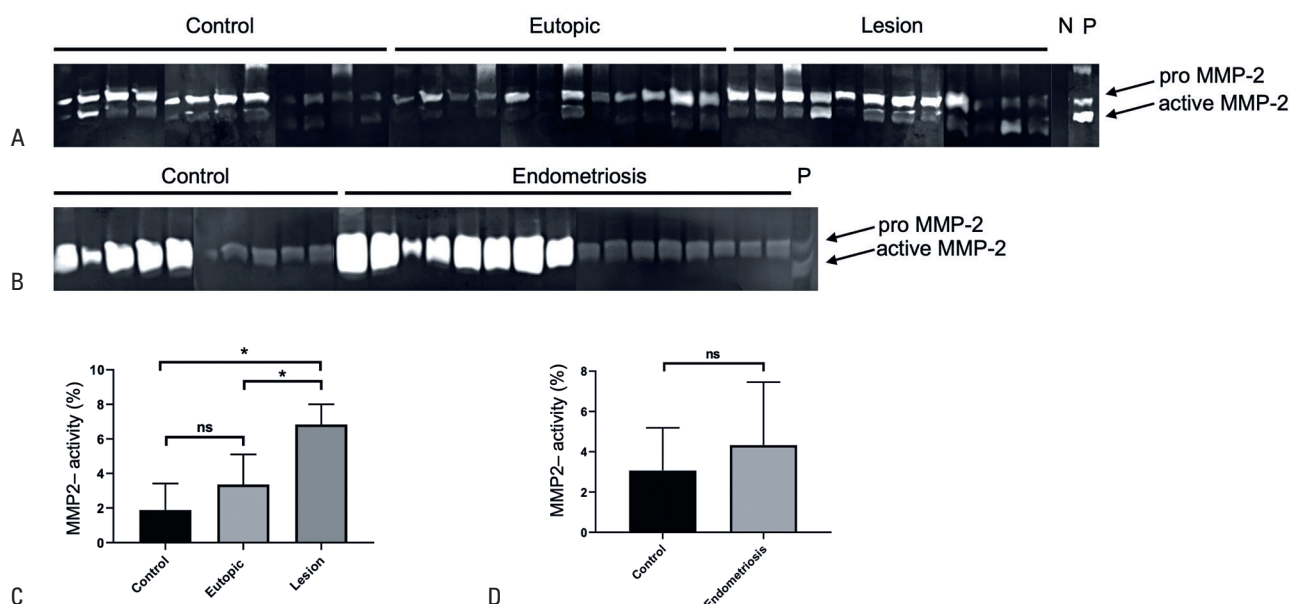 Control Eutopic Lesion N P
pro MMP-2
active MMP-2
A
Control Endometriosis P
pro MMP-2
active MMP-2
B
MMP2– activity (%)
10
8
6
4
2
0
*
*
ns
Control
Eutopic
Lesion
C
MMP2– activity (%)
8
6
4
2
0
ns
Control
Endometriosis
D